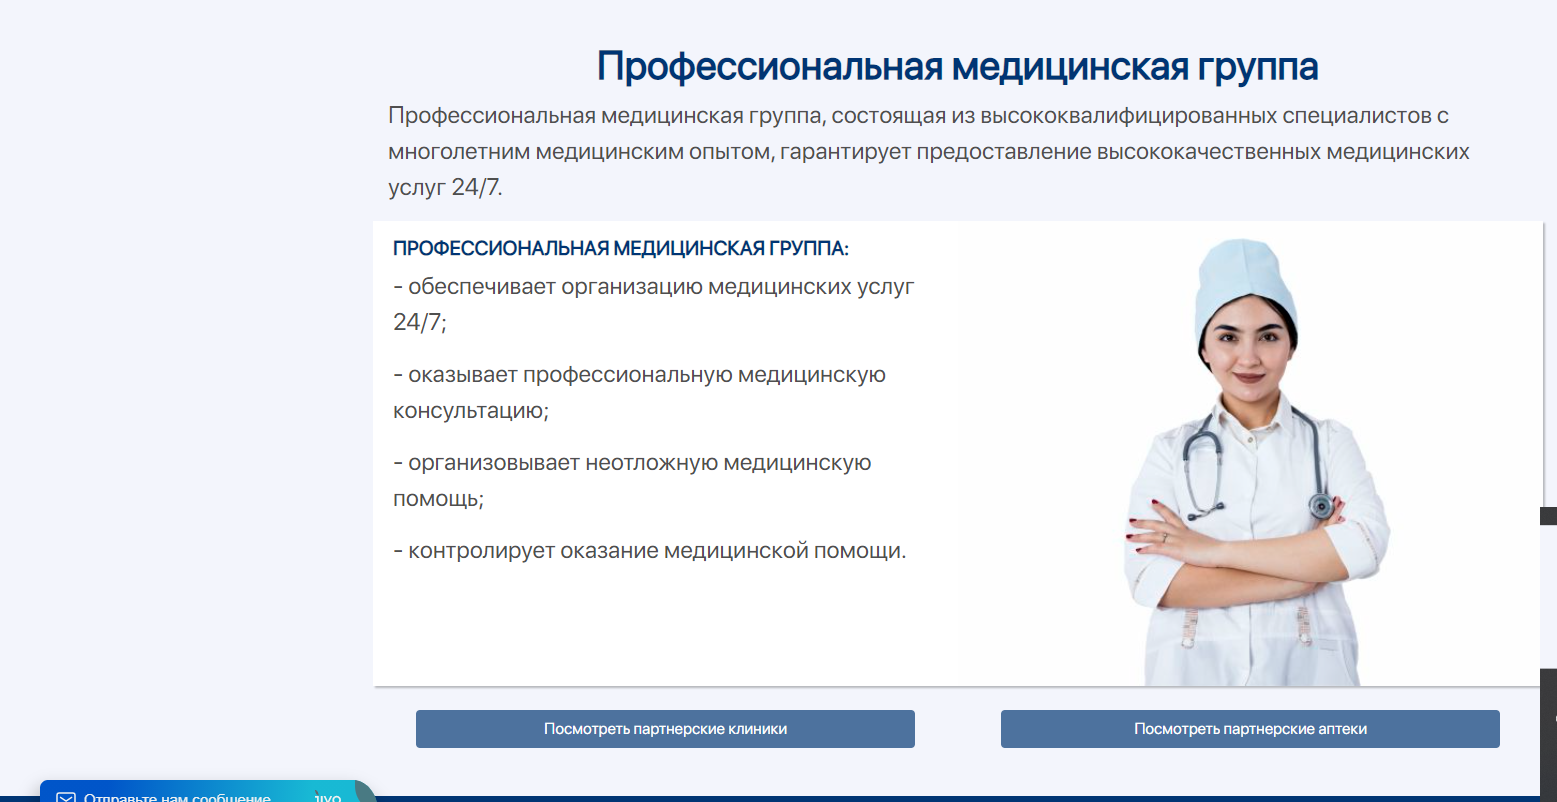 Профессиональная медицинская группа
Профессиональная медицинская группа, состоящая из высококвалифицированных специалистов с
многолетним медицинским опытом, гарантирует предоставление высококачественных медицинских
услуг 24/7.
ПРОФЕССИОНАЛЬНАЯ МЕДИЦИНСКАЯ ГРУППА:
- обеспечивает организацию медицинских услуг
24/7;
- оказывает профессиональную медицинскую
консультацию;
- организовывает неотложную медицинскую
помощь;
- контролирует оказание медицинской помощи.
Посмотреть партнерские клиники
Посмотреть партнерские аптеки
Отправьте нам сообщение